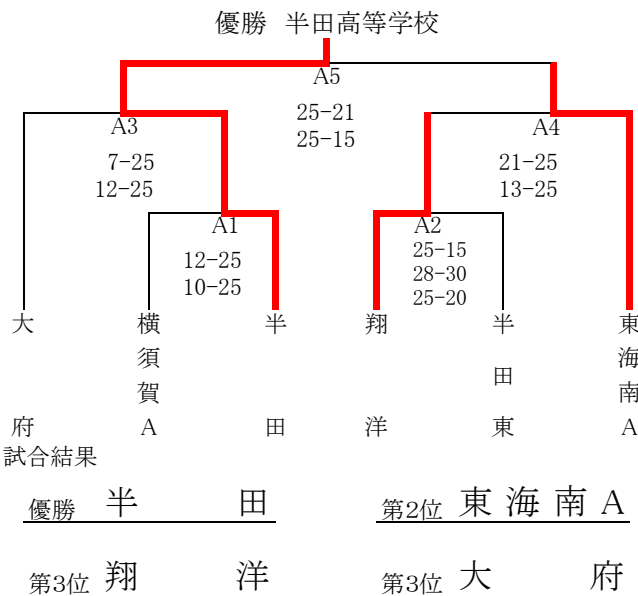 優勝 半田高等学校
A5
25-21
25-15
A3
7-25
12-25
A4
21-25
13-25
A1
12-25
10-25
A2
25-15
28-30
25-20
大府
横須賀A
半田
翔洋
半田東
東海南A
試合結果
優勝 半田
第2位 東海南A
第3位 翔洋
第3位 大府